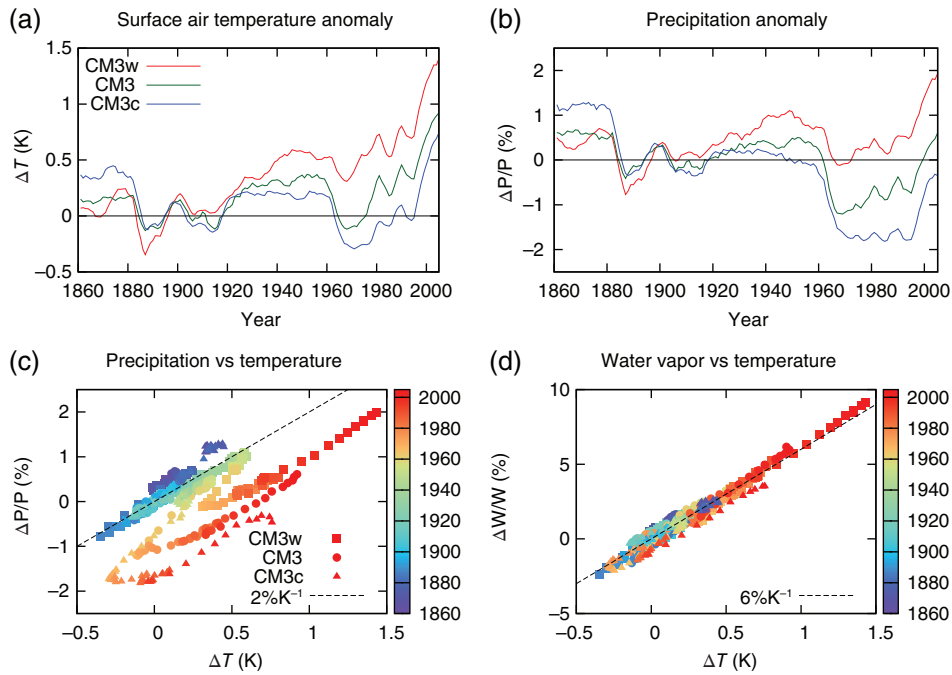 (a) Surface air temperature anomaly
1.5
1
0.5
0
−0.5
ΔT (K)
CM3w
CM3
CM3c
1860 1880 1900 1920 1940 1960 1980 2000
Year
(b) Precipitation anomaly
2
1
0
−1
−2
ΔP/P (%)
1860 1880 1900 1920 1940 1960 1980 2000
Year
(c) Precipitation vs temperature
2
1
0
−1
−2
ΔP/P (%)
CM3w
CM3
CM3c
2%K⁻¹
−0.5 0 0.5 1 1.5
ΔT (K)
2000
1980
1960
1940
1920
1900
1880
1860
(d) Water vapor vs temperature
10
5
0
−5
ΔW/W (%)
6%K⁻¹
−0.5 0 0.5 1 1.5
ΔT (K)
2000
1980
1960
1940
1920
1900
1880
1860